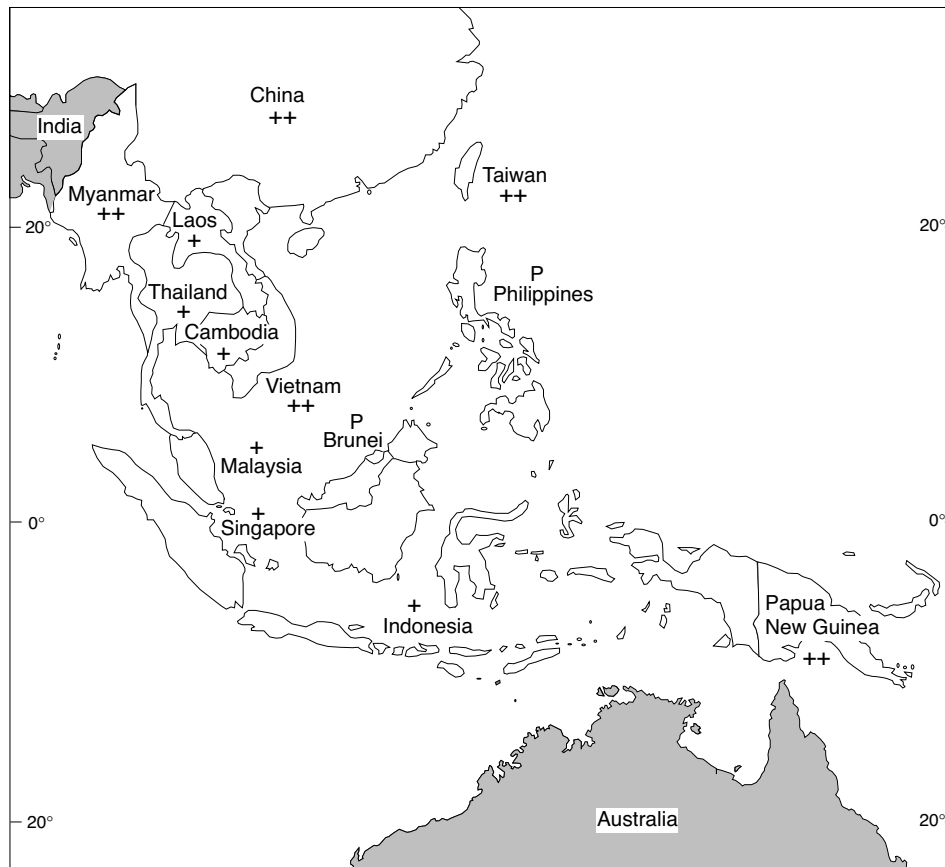 China
++
India
Taiwan
++
Myanmar
++
Laos
+
20°
20°
P
Philippines
Thailand
+
Cambodia
+
Vietnam
++
P
Brunei
+
Malaysia
+
Singapore
0°
0°
+
Indonesia
Papua
New Guinea
++
20°
Australia
20°